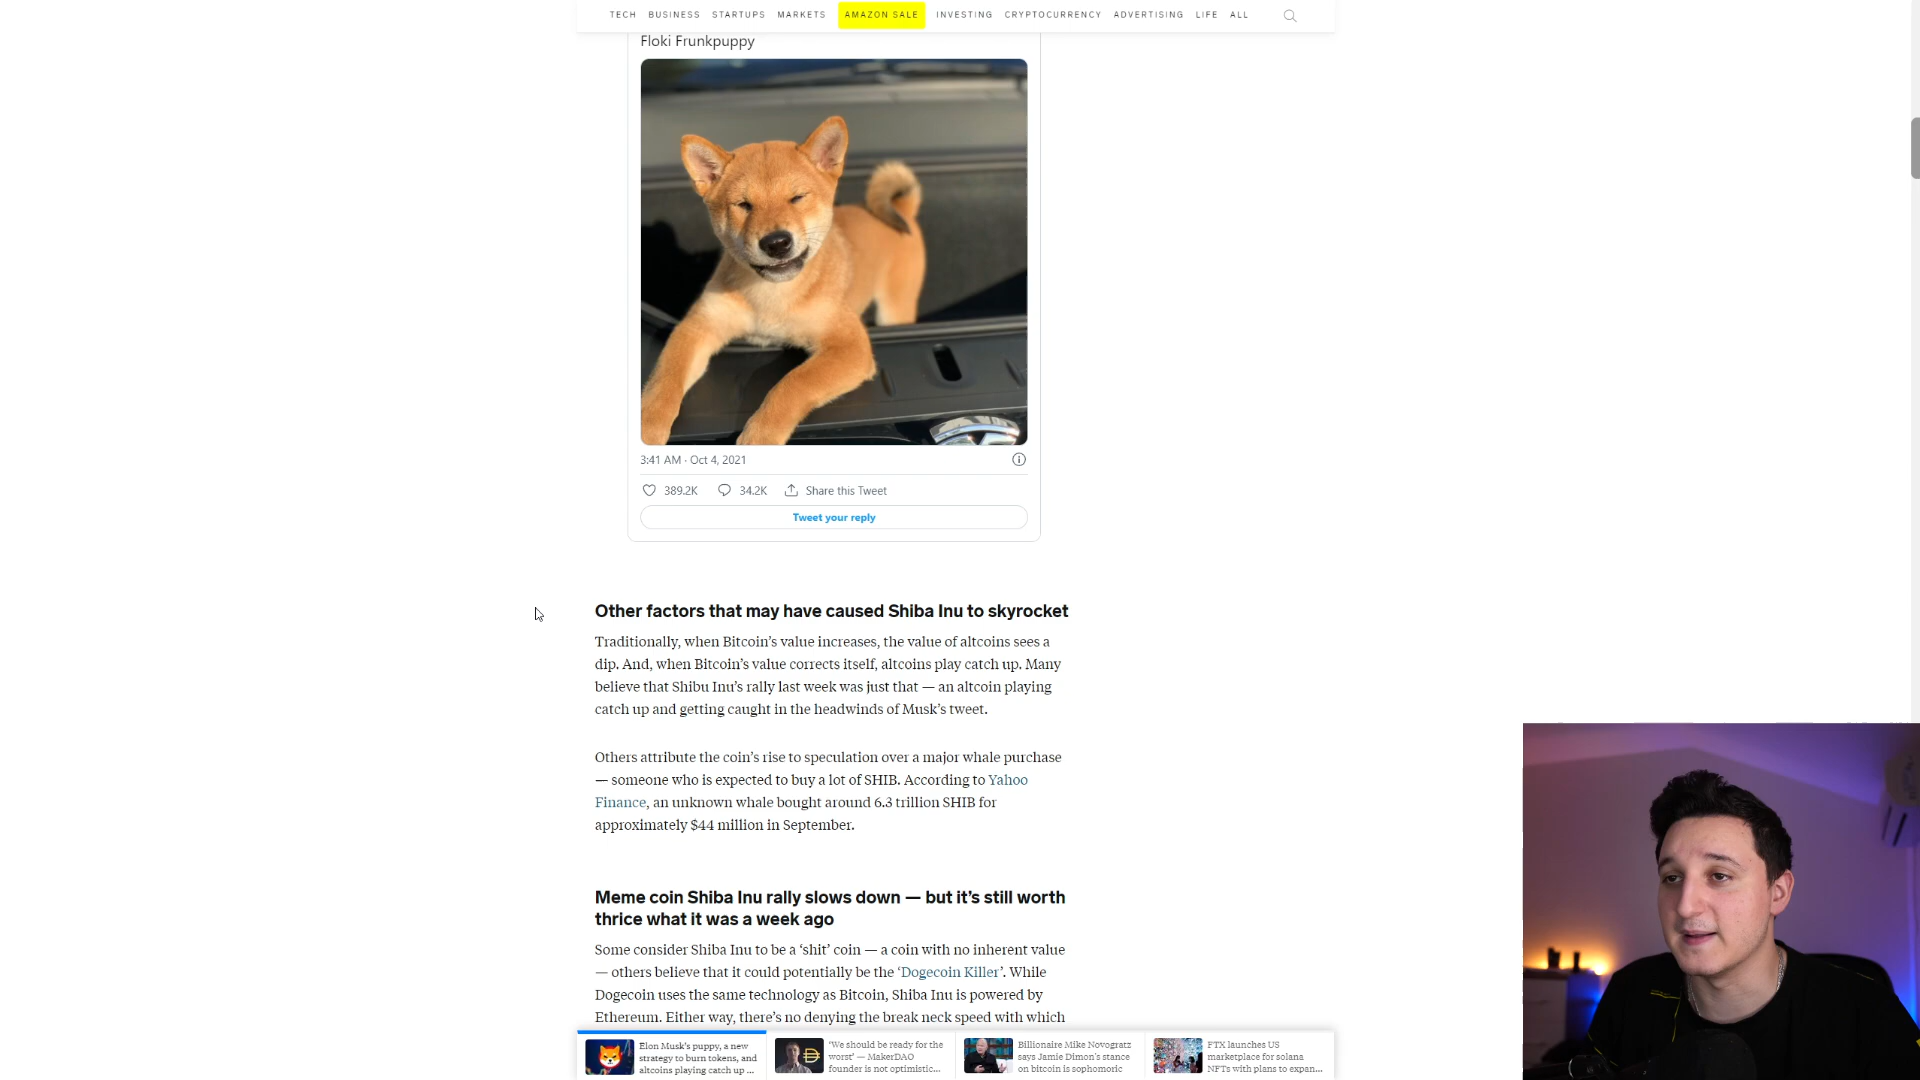 TECH BUSINESS STARTUPS MARKETS AMAZON SALE INVESTING CRYPTOCURRENCY ADVERTISING LIFE ALL
Floki Frunkpuppy
3:41 AM · Oct 4, 2021
389.2K 34.2K Share this Tweet
Tweet your reply
Other factors that may have caused Shiba Inu to skyrocket
Traditionally, when Bitcoin’s value increases, the value of altcoins sees a
dip. And, when Bitcoin’s value corrects itself, altcoins play catch up. Many
believe that Shibu Inu’s rally last week was just that — an altcoin playing
catch up and getting caught in the headwinds of Musk’s tweet.
Others attribute the coin’s rise to speculation over a major whale purchase
— someone who is expected to buy a lot of SHIB. According to Yahoo
Finance, an unknown whale bought around 6.3 trillion SHIB for
approximately $44 million in September.
Meme coin Shiba Inu rally slows down — but it’s still worth
thrice what it was a week ago
Some consider Shiba Inu to be a ‘shit’ coin — a coin with no inherent value
— others believe that it could potentially be the ‘Dogecoin Killer’. While
Dogecoin uses the same technology as Bitcoin, Shiba Inu is powered by
Ethereum. Either way, there’s no denying the break neck speed with which
Elon Musk’s puppy, a new
strategy to burn tokens, and
altcoins playing catch up ...
‘We should be ready for the
worst’ — MakerDAO
founder is not optimistic...
Billionaire Mike Novogratz
says Jamie Dimon’s stance
on bitcoin is sophomoric
FTX launches US
marketplace for solana
NFTs with plans to expan...